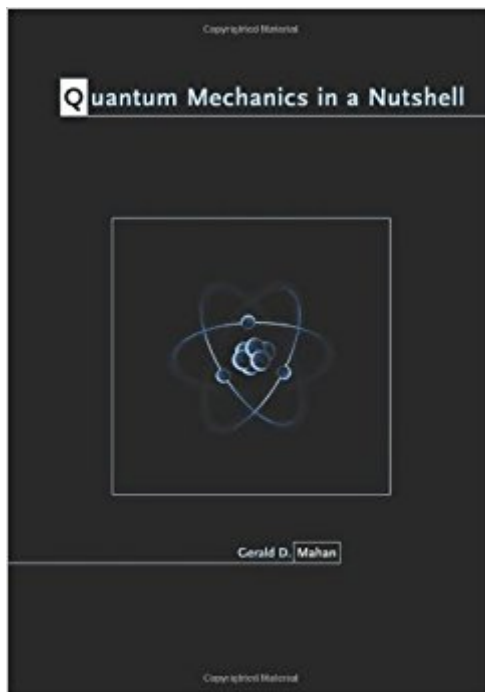 Copyrighted Material
Quantum Mechanics in a Nutshell
Gerald D. Mahan
Copyrighted Material